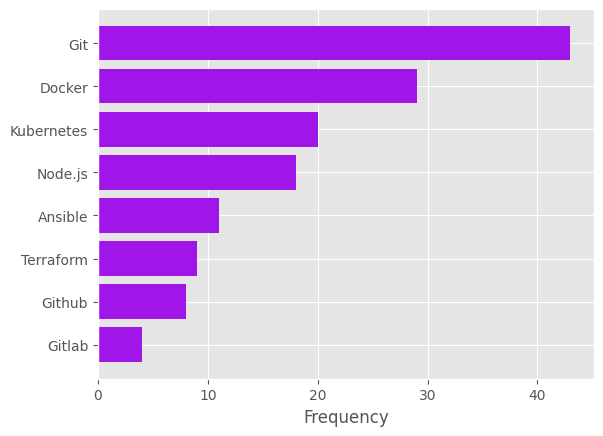 Git
Docker
Kubernetes
Node.js
Ansible
Terraform
Github
Gitlab
0 10 20 30 40
Frequency